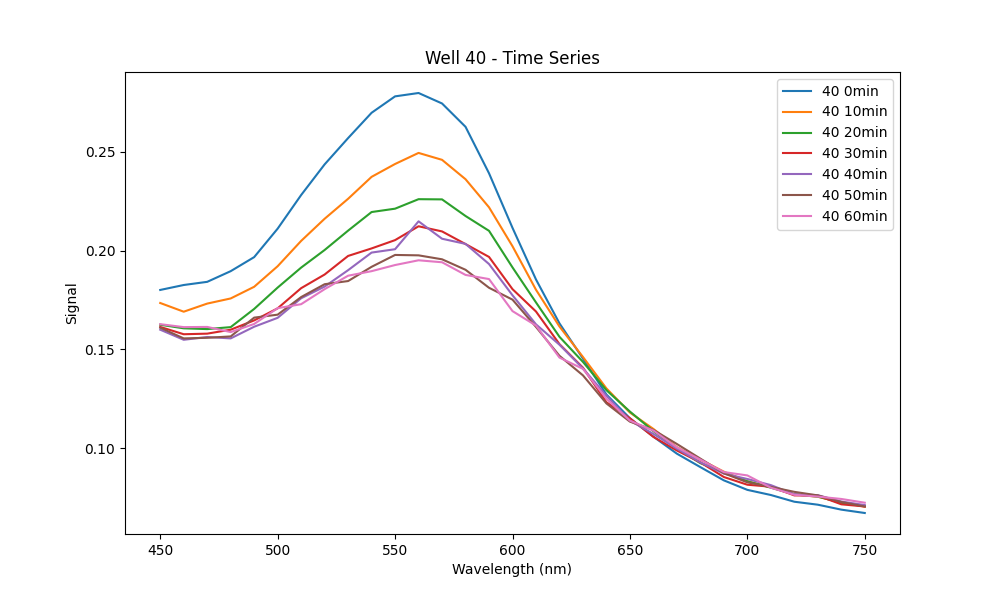 Well 40 - Time Series
Signal
0.25
0.20
0.15
0.10
450 500 550 600 650 700 750
Wavelength (nm)
40 0min
40 10min
40 20min
40 30min
40 40min
40 50min
40 60min